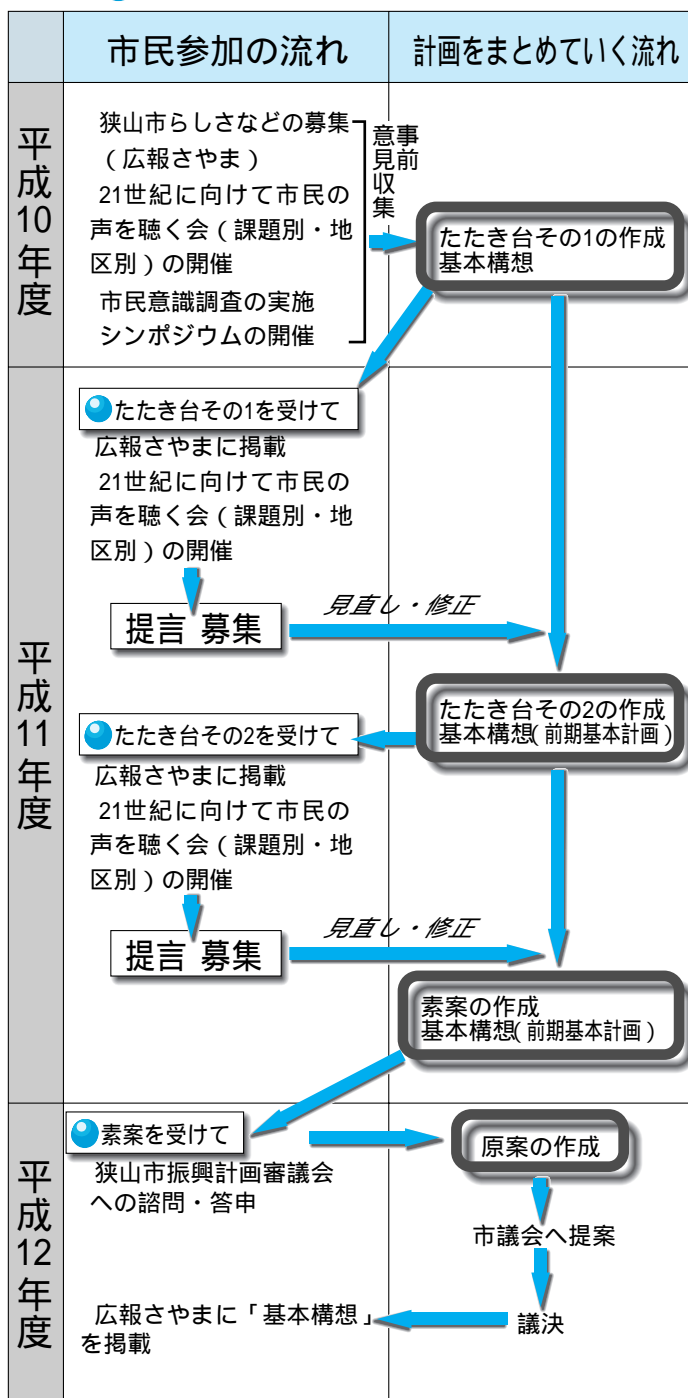 市民参加の流れ
計画をまとめていく流れ
平成10年度
狭山市らしさなどの募集
（広報さやま）
21世紀に向けて市民の
声を聴く会（課題別・地
区別）の開催
市民意識調査の実施
シンポジウムの開催
事前
意見収集
たたき台その1の作成
基本構想
平成11年度
たたき台その1を受けて
広報さやまに掲載
21世紀に向けて市民の
声を聴く会（課題別・地
区別）の開催
提言 募集
見直し・修正
たたき台その2の作成
基本構想（前期基本計画）
たたき台その2を受けて
広報さやまに掲載
21世紀に向けて市民の
声を聴く会（課題別・地
区別）の開催
提言 募集
見直し・修正
素案の作成
基本構想（前期基本計画）
平成12年度
素案を受けて
狭山市振興計画審議会
への諮問・答申
原案の作成
市議会へ提案
議決
広報さやまに「基本構想」
を掲載